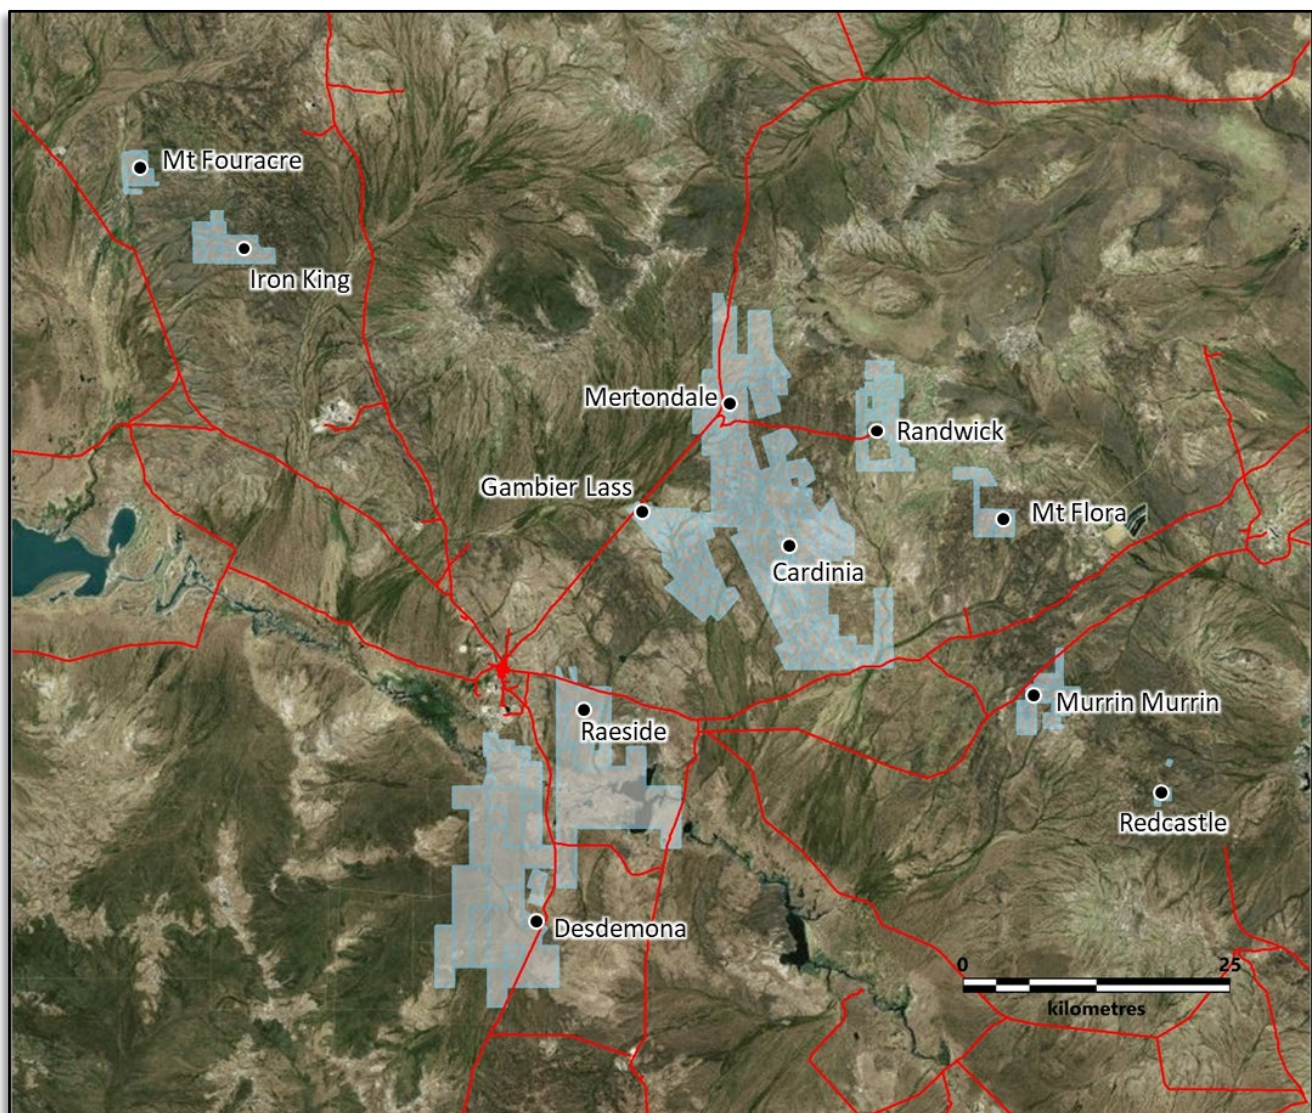 Mt Fouracre
Iron King
Mertondale
Randwick
Gambier Lass
Mt Flora
Cardinia
Murrin Murrin
Raeside
Redcastle
Desdemona
0 25
kilometres